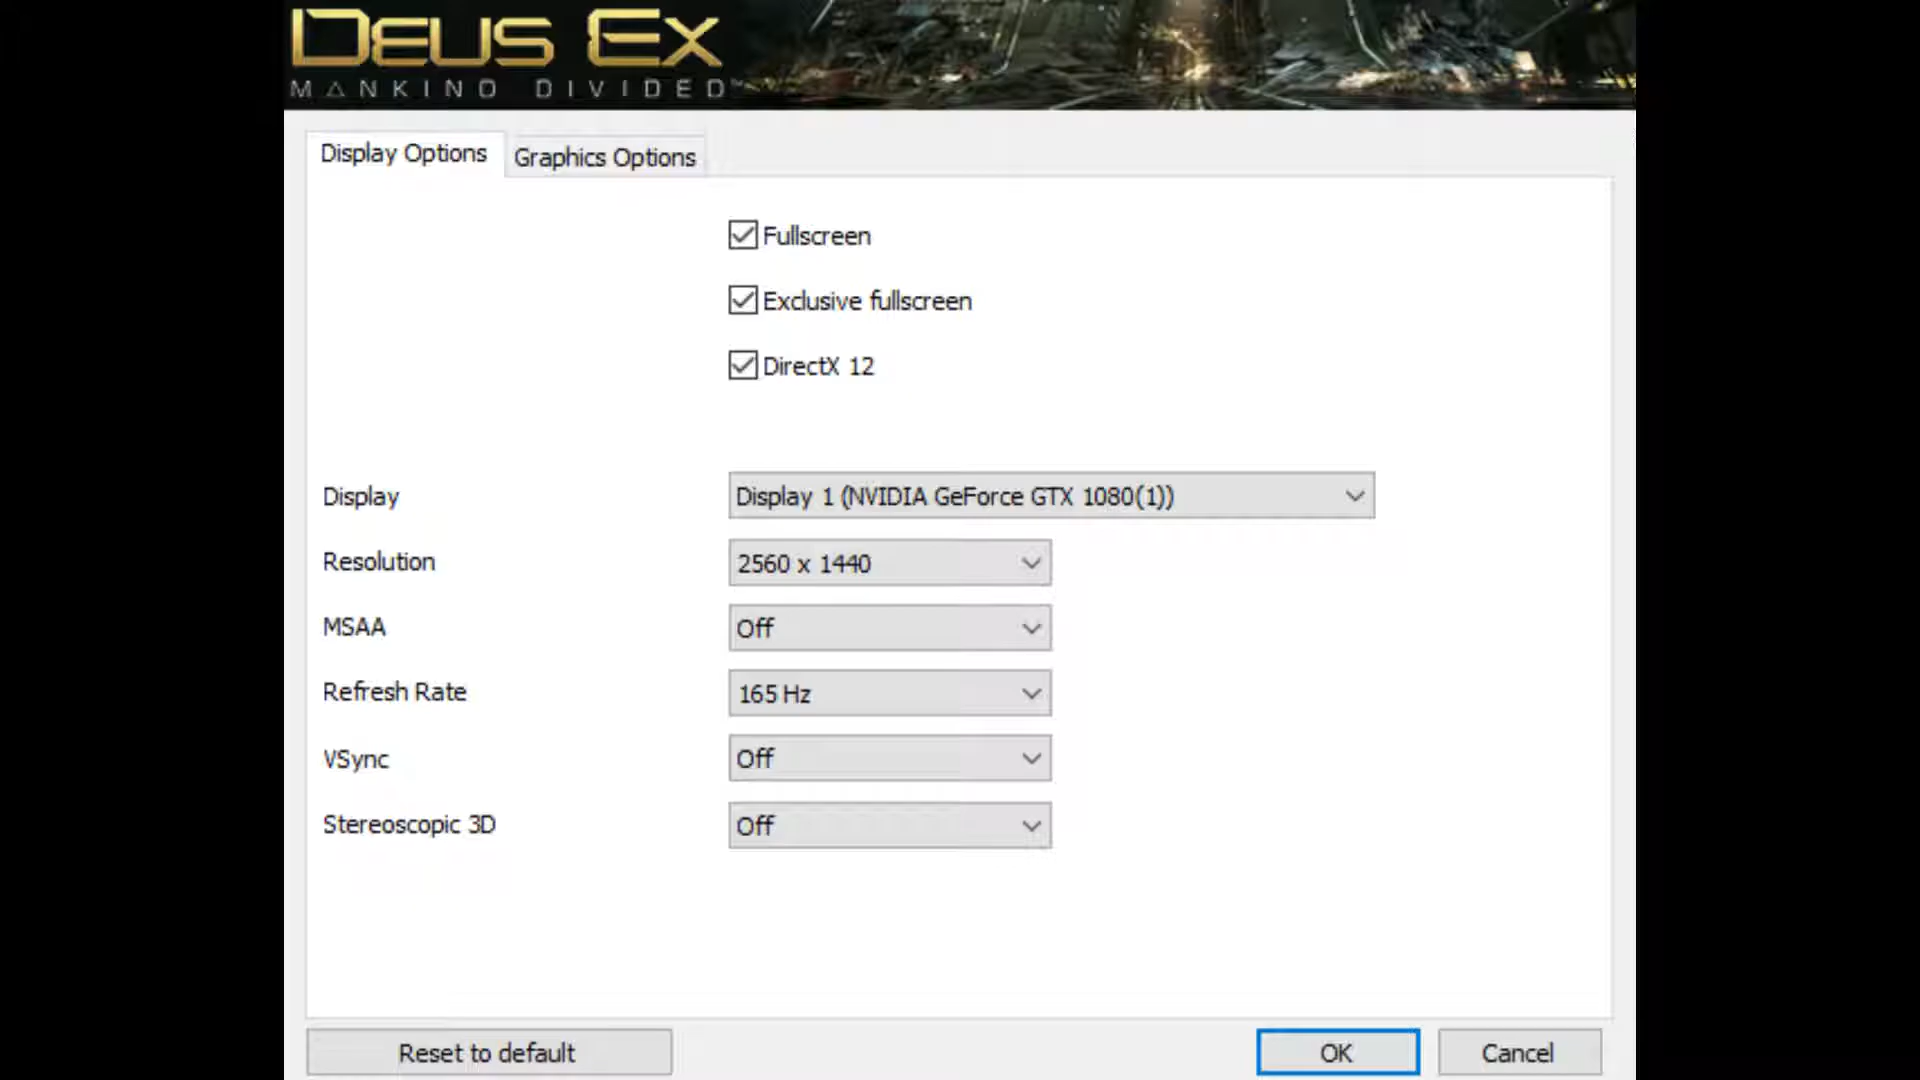 DEUS EX
MANKIND DIVIDED™
Display Options
Graphics Options
Fullscreen
Exclusive fullscreen
DirectX 12
Display
Display 1 (NVIDIA GeForce GTX 1080(1))
Resolution
2560 x 1440
MSAA
Off
Refresh Rate
165 Hz
VSync
Off
Stereoscopic 3D
Off
Reset to default
OK
Cancel